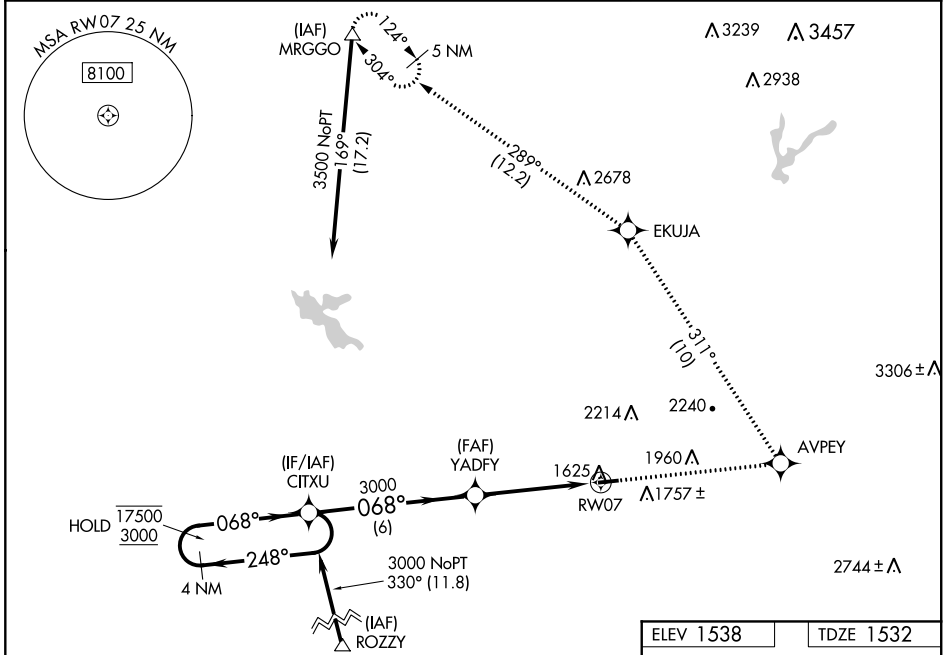 MSA RW07 25 NM
8100
(IAF)
MRGGO
124°
304°
5 NM
3239
3457
2938
3500 NoPT
169°
(17.2)
289°
(12.2)
2678
EKUJA
311°
(10)
3306 ±
2214
2240
AVPEY
(FAF)
YADFY
1625
1960
RW07
1757 ±
(IF/IAF)
CITXU
3000
068°
(6)
HOLD
17500
3000
068°
248°
4 NM
3000 NoPT
330° (11.8)
2744 ±
(IAF)
ROZZY
ELEV 1538
TDZE 1532